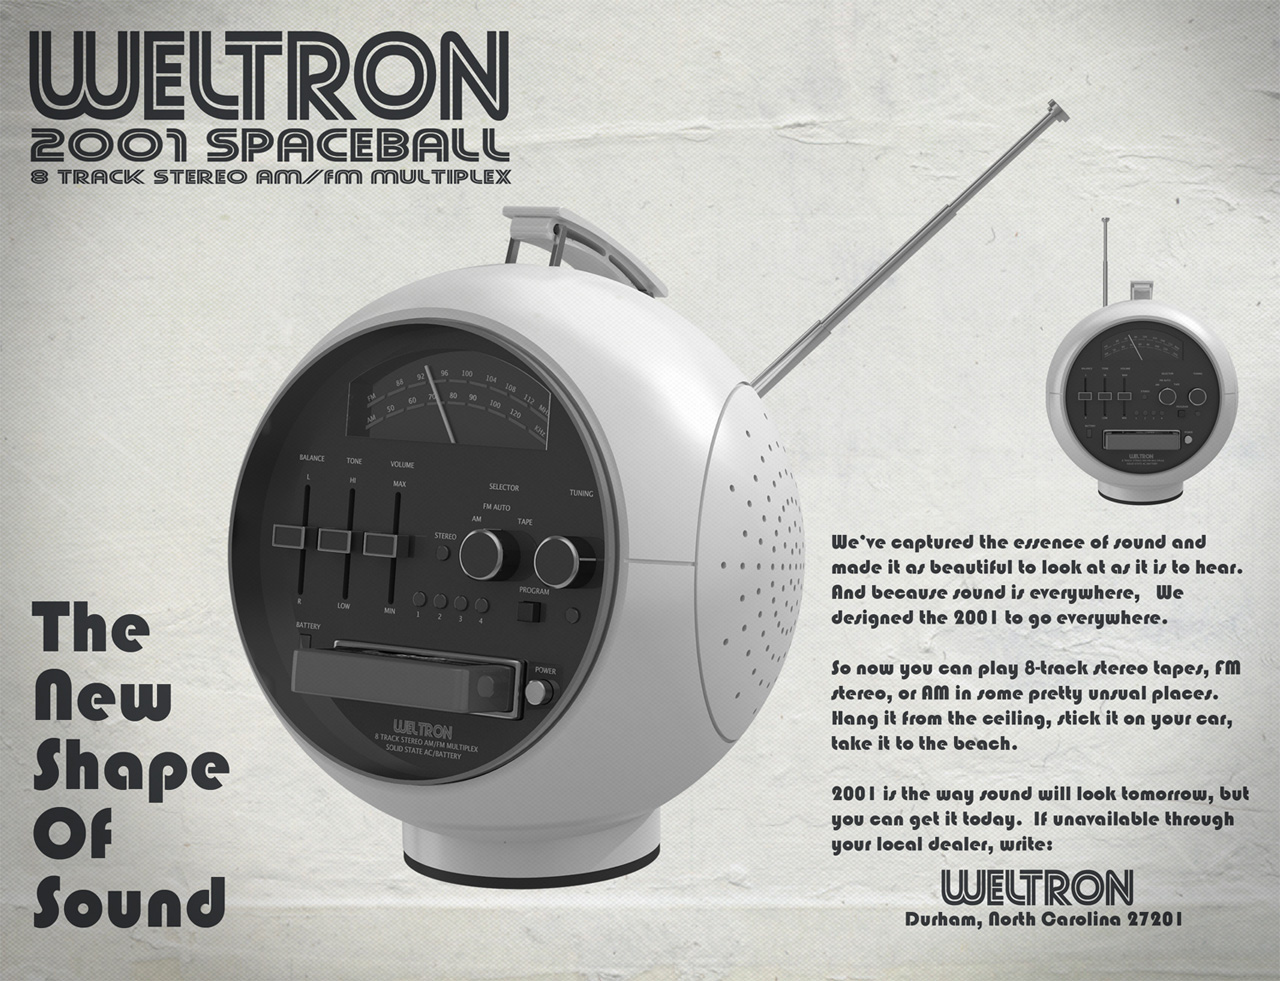 WELTRON
2001 SPACEBALL
8 TRACK STEREO AM/FM MULTIPLEX
The
New
Shape
Of
Sound
FM 88 92 96 100 104 108 112 MHz
AM 50 60 70 80 90 100 120 KHz
BALANCE TONE VOLUME
L HI MAX
SELECTOR TUNING
FM AUTO
AM TAPE
STEREO
R LOW MIN
1 2 3 4
PROGRAM
BATTERY
POWER
WELTRON
8 TRACK STEREO AM/FM MULTIPLEX
SOLID STATE AC/BATTERY
WELTRON
We've captured the essence of sound and
made it as beautiful to look at as it is to hear.
And because sound is everywhere, We
designed the 2001 to go everywhere.
So now you can play 8-track stereo tapes, FM
stereo, or AM in some pretty unsual places.
Hang it from the ceiling, stick it on your car,
take it to the beach.
2001 is the way sound will look tomorrow, but
you can get it today. If unavailable through
your local dealer, write:
WELTRON
Durham, North Carolina 27201